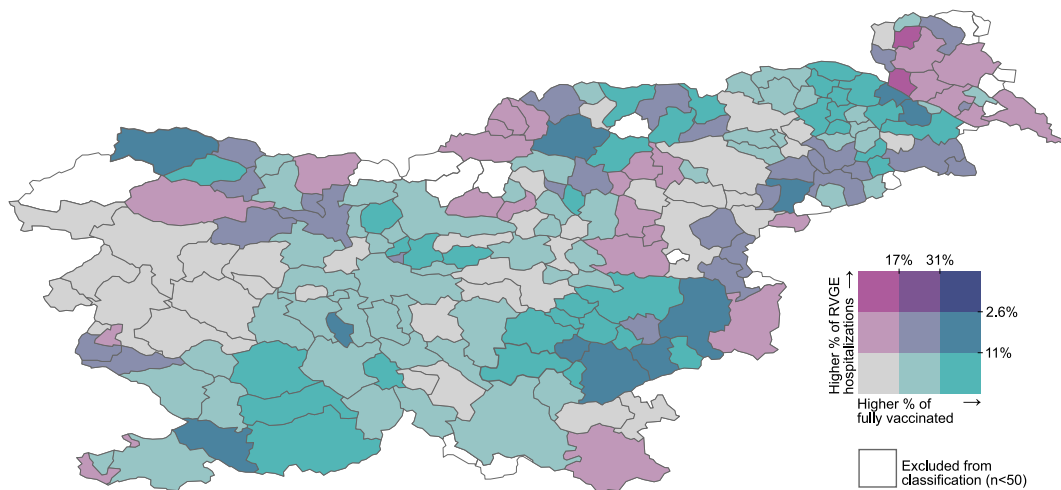 17% 31%
2.6%
11%
Higher % of RVGE
hospitalizations →
Higher % of →
fully vaccinated
Excluded from
classification (n<50)